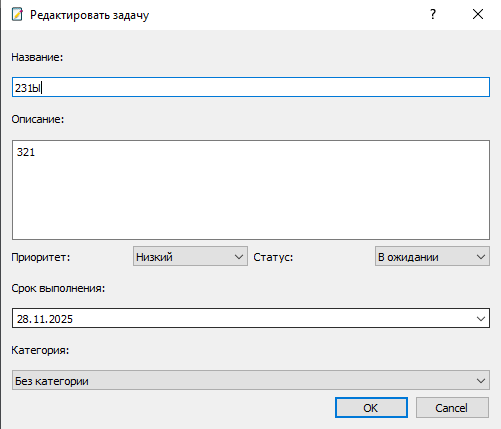 Редактировать задачу ? ×
Название:
231Ы
Описание:
321
Приоритет: Низкий Статус: В ожидании
Срок выполнения:
28.11.2025
Категория:
Без категории
OK Cancel